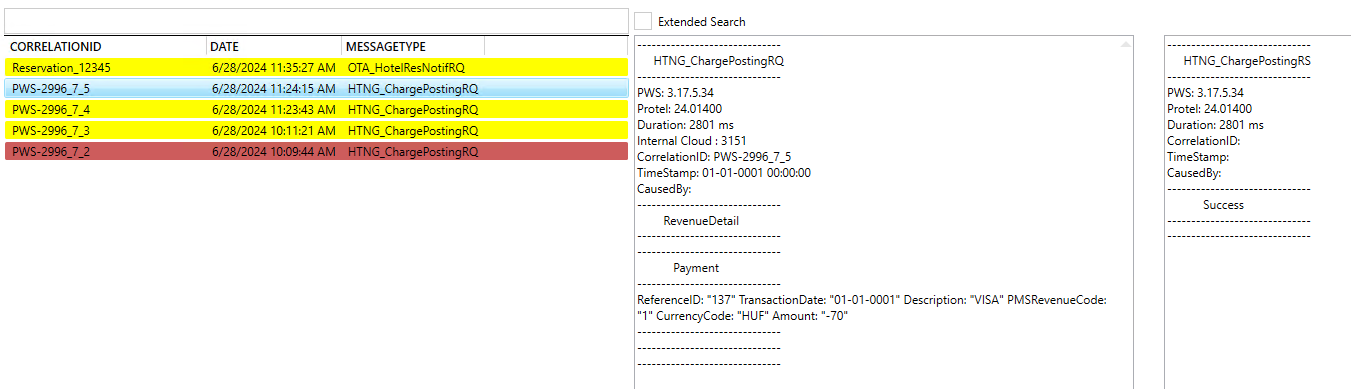 Extended Search
CORRELATIONID DATE MESSAGETYPE
Reservation_12345 6/28/2024 11:35:27 AM OTA_HotelResNotifRQ
PWS-2996_7_5 6/28/2024 11:24:15 AM HTNG_ChargePostingRQ
PWS-2996_7_4 6/28/2024 11:23:43 AM HTNG_ChargePostingRQ
PWS-2996_7_3 6/28/2024 10:11:21 AM HTNG_ChargePostingRQ
PWS-2996_7_2 6/28/2024 10:09:44 AM HTNG_ChargePostingRQ
------------------------------
HTNG_ChargePostingRQ
------------------------------
PWS: 3.17.5.34
Protel: 24.01400
Duration: 2801 ms
Internal Cloud : 3151
CorrelationID: PWS-2996_7_5
TimeStamp: 01-01-0001 00:00:00
CausedBy:
------------------------------
RevenueDetail
------------------------------
------------------------------
Payment
------------------------------
ReferenceID: "137" TransactionDate: "01-01-0001" Description: "VISA" PMSRevenueCode:
"1" CurrencyCode: "HUF" Amount: "-70"
------------------------------
------------------------------
------------------------------
------------------------------
HTNG_ChargePostingRS
------------------------------
PWS: 3.17.5.34
Protel: 24.01400
Duration: 2801 ms
CorrelationID:
TimeStamp:
CausedBy:
------------------------------
Success
------------------------------
------------------------------